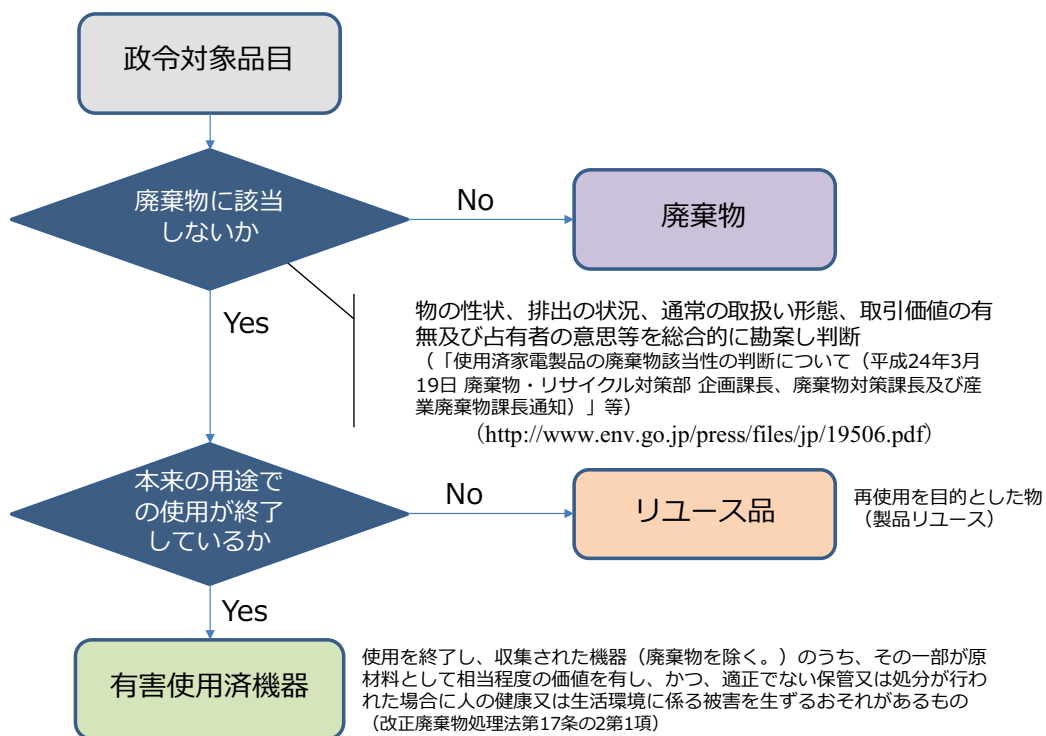 政令対象品目
廃棄物に該当
しないか
No
廃棄物
Yes
物の性状、排出の状況、通常の取扱い形態、取引価値の有
無及び占有者の意思等を総合的に勘案し判断
（「使用済家電製品の廃棄物該当性の判断について（平成24年3月
19日 廃棄物・リサイクル対策部 企画課長、廃棄物対策課長及び産
業廃棄物課長通知）」等）
（http://www.env.go.jp/press/files/jp/19506.pdf）
本来の用途で
の使用が終了
しているか
No
リユース品
再使用を目的とした物
（製品リユース）
Yes
有害使用済機器
使用を終了し、収集された機器（廃棄物を除く。）のうち、その一部が原
材料として相当程度の価値を有し、かつ、適正でない保管又は処分が行わ
れた場合に人の健康又は生活環境に係る被害を生ずるおそれがあるもの
（改正廃棄物処理法第17条の2第1項）